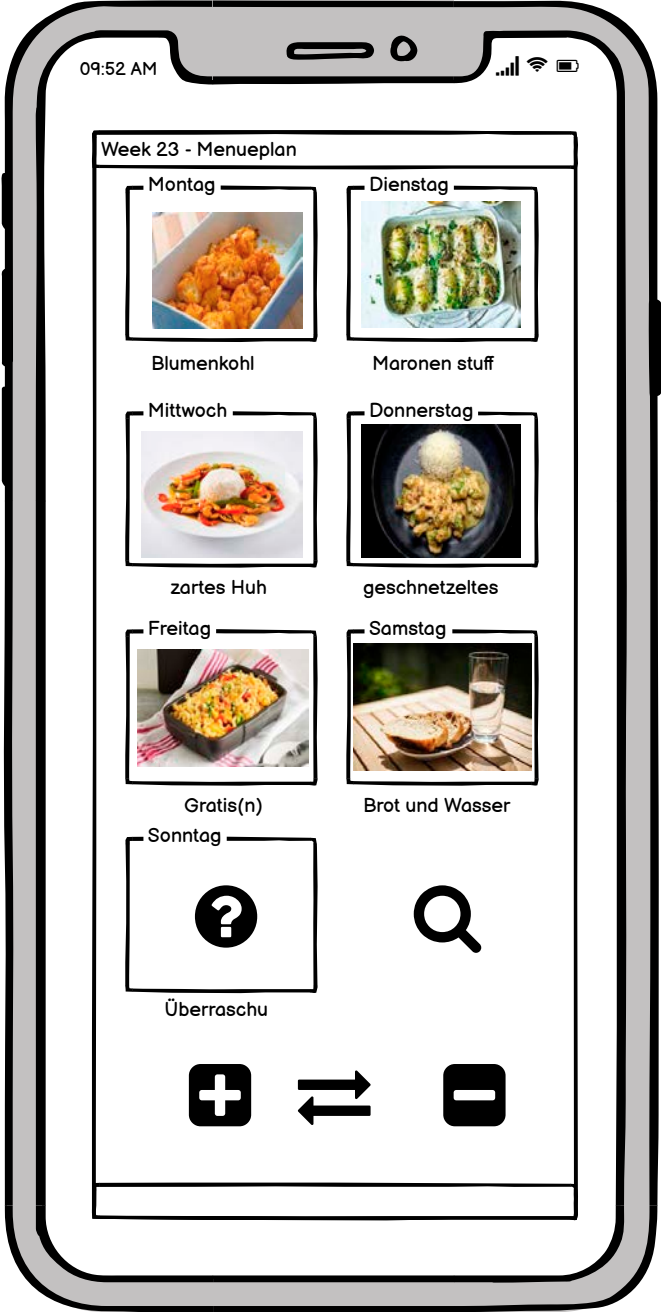 09:52 AM
Week 23 - Menueplan
Montag
Dienstag
Blumenkohl
Maronen stuff
Mittwoch
Donnerstag
zartes Huh
geschnetzeltes
Freitag
Samstag
Gratis(n)
Brot und Wasser
Sonntag
?
Überraschu